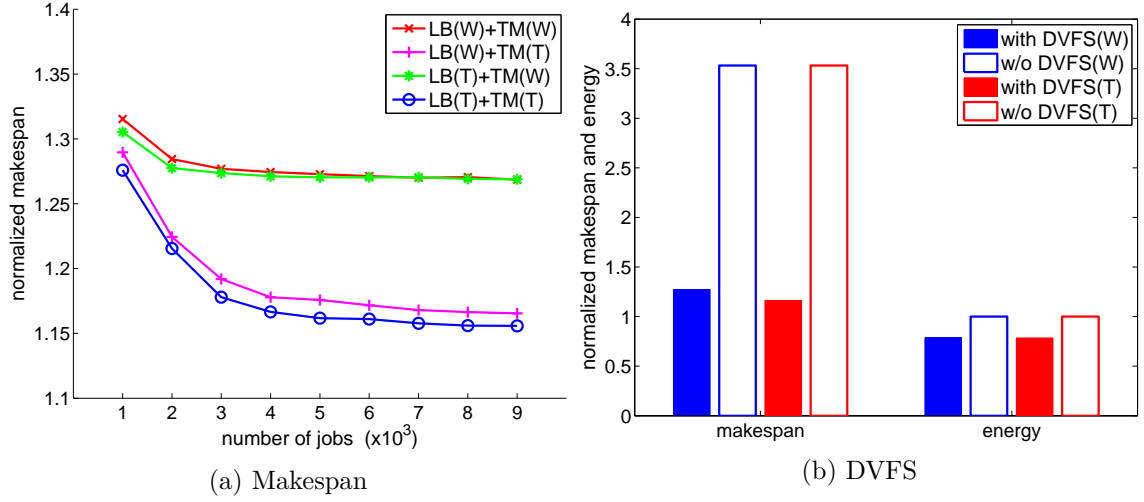 1.4
1.35
1.3
1.25
1.2
1.15
1.1
normalized makespan
LB(W)+TM(W)
LB(W)+TM(T)
LB(T)+TM(W)
LB(T)+TM(T)
1 2 3 4 5 6 7 8 9
number of jobs (x10³)
(a) Makespan
4
3.5
3
2.5
2
1.5
1
0.5
0
normalized makespan and energy
with DVFS(W)
w/o DVFS(W)
with DVFS(T)
w/o DVFS(T)
makespan energy
(b) DVFS